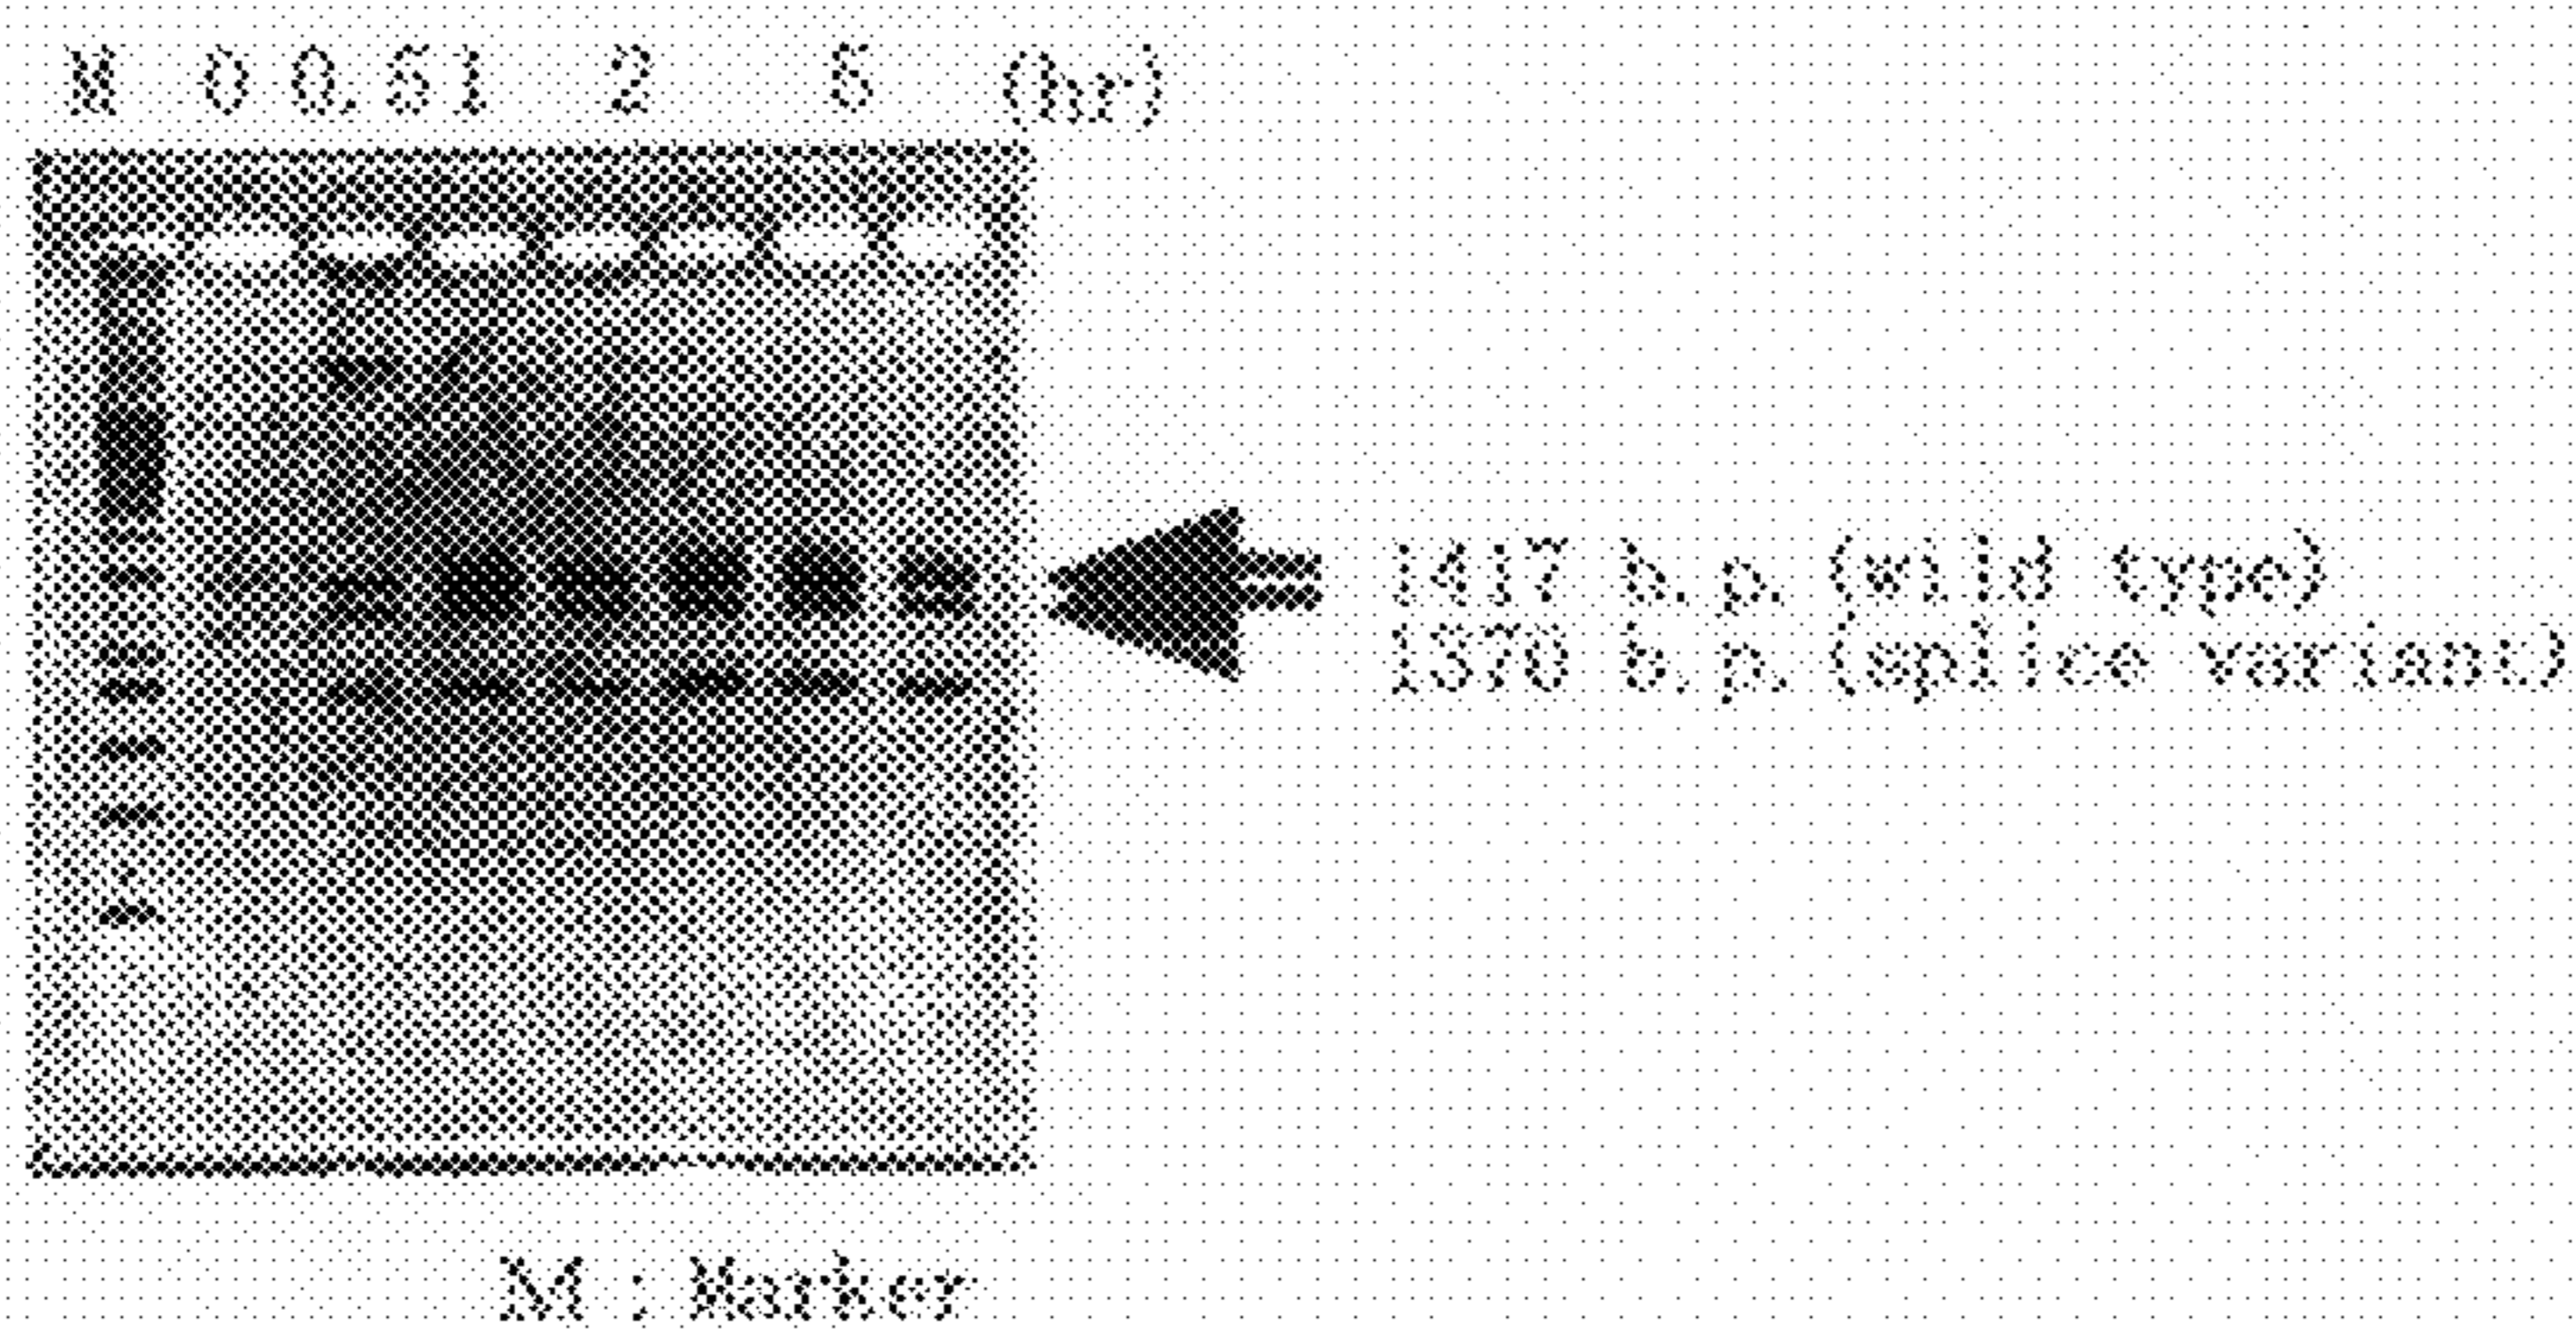 M 0 0.5 1 2 5 (hr)
1417 b.p. (wild type)
1370 b.p. (splice variant)
M : Marker